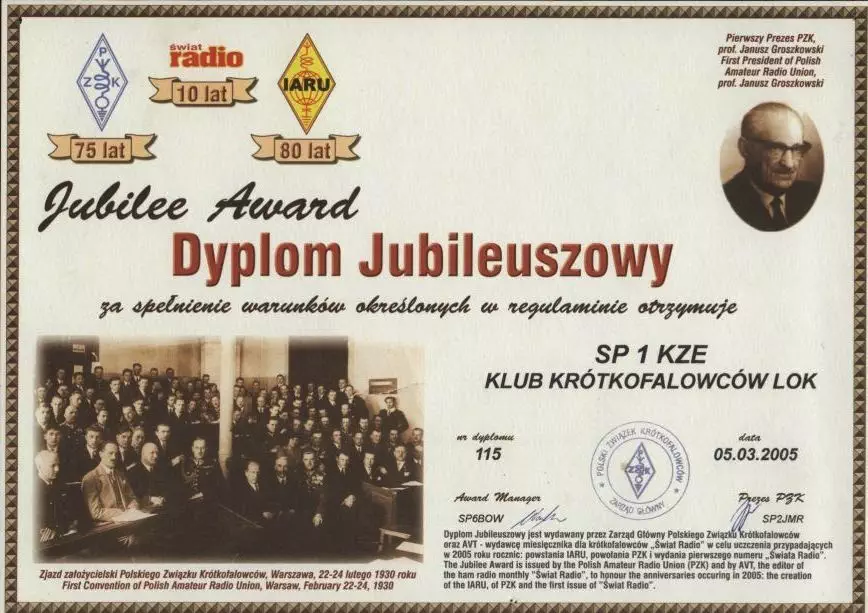 Pierwszy Prezes PZK,
prof. Janusz Groszkowski
First President of Polish
Amateur Radio Union,
prof. Janusz Groszkowski
P
Z K
świat
radio
10 lat
IARU
75 lat
80 lat
Jubilee Award
Dyplom Jubileuszowy
za spełnienie warunków określonych w regulaminie otrzymuje
SP 1 KZE
KLUB KRÓTKOFALOWCÓW LOK
nr dyplomu
115
data
05.03.2005
POLSKI ZWIĄZEK KRÓTKOFALOWCÓW
PZK
ZARZĄD GŁÓWNY
Award Manager
SP6BOW
Prezes PZK
SP2JMR
Dyplom Jubileuszowy jest wydawany przez Zarząd Główny Polskiego Związku Krótkofalowców
oraz AVT - wydawcę miesięcznika dla krótkofalowców „Świat Radio" w celu uczczenia przypadających
w 2005 roku rocznic: powstania IARU, powołania PZK i wydania pierwszego numeru „Świata Radio".
The Jubilee Award is issued by the Polish Amateur Radio Union (PZK) and by AVT, the editor of
the ham radio monthly "Świat Radio", to honour the anniversaries occuring in 2005: the creation
of the IARU, of PZK and the first issue of "Świat Radio".
Zjazd założycielski Polskiego Związku Krótkofalowców, Warszawa, 22-24 lutego 1930 roku
First Convention of Polish Amateur Radio Union, Warsaw, February 22-24, 1930